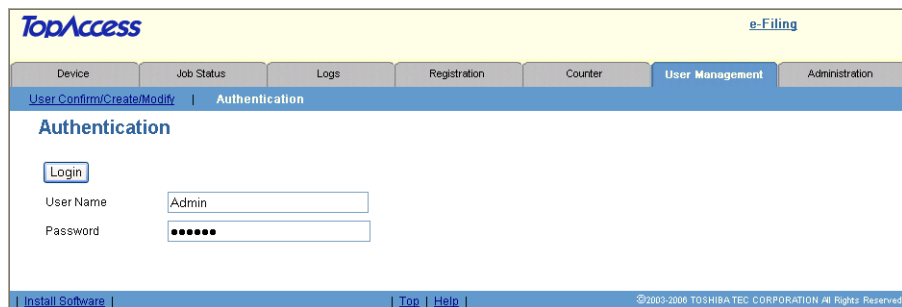 TopAccess
e-Filing
Device Job Status Logs Registration Counter User Management Administration
User Confirm/Create/Modify | Authentication
Authentication
Login
User Name Admin
Password ••••••
| Install Software | | Top | Help | ©2003-2006 TOSHIBA TEC CORPORATION All Rights Reserved